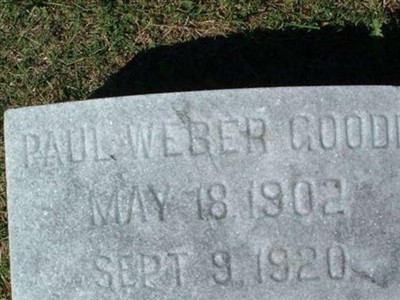 PAUL WEBER
MAY 18, 1902
SEPT 9, 1920